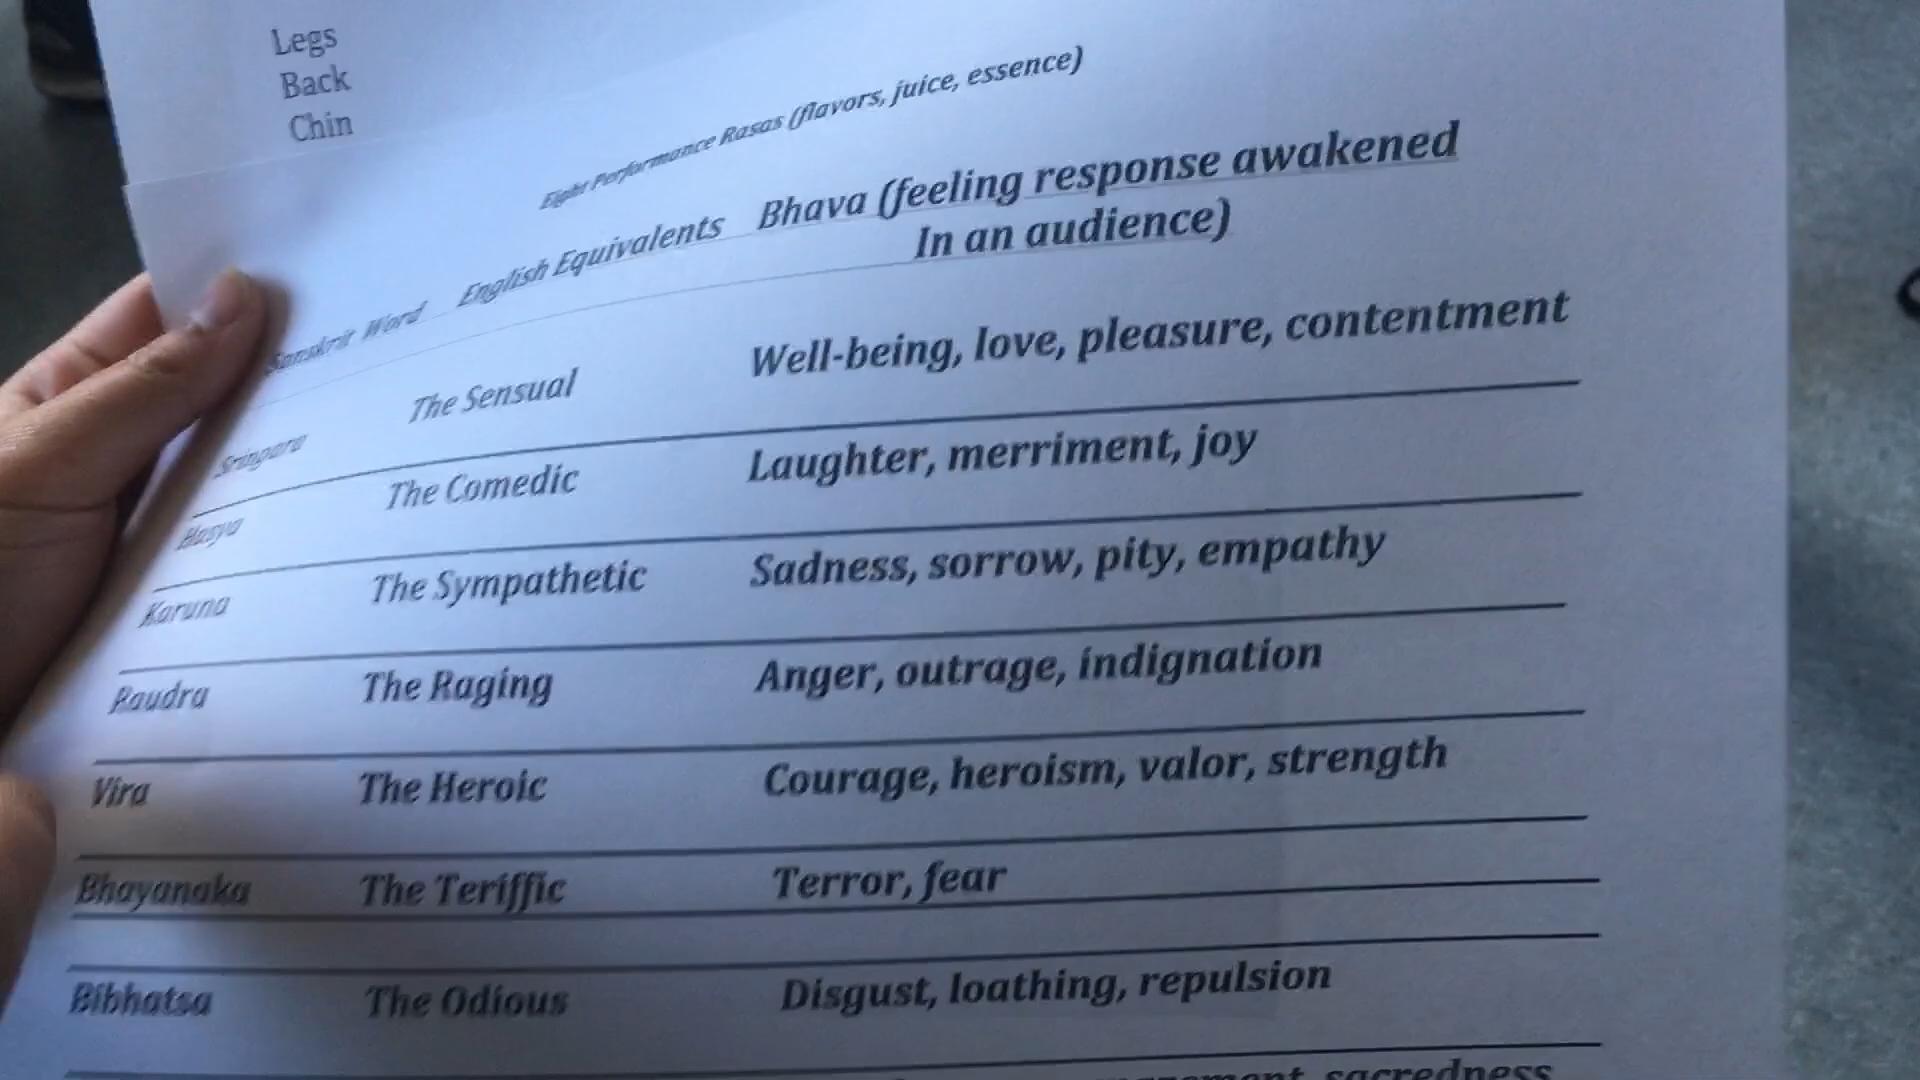 Legs
Back
Chin
Eight Performance Rasas (flavors, juice, essence)
Sanskrit Word English Equivalents Bhava (feeling response awakened
In an audience)
Sringara The Sensual Well-being, love, pleasure, contentment
Hasya The Comedic Laughter, merriment, joy
Karuna The Sympathetic Sadness, sorrow, pity, empathy
Raudra The Raging Anger, outrage, indignation
Vira The Heroic Courage, heroism, valor, strength
Bhayanaka The Teriffic Terror, fear
Bibhatsa The Odious Disgust, loathing, repulsion
sacredness